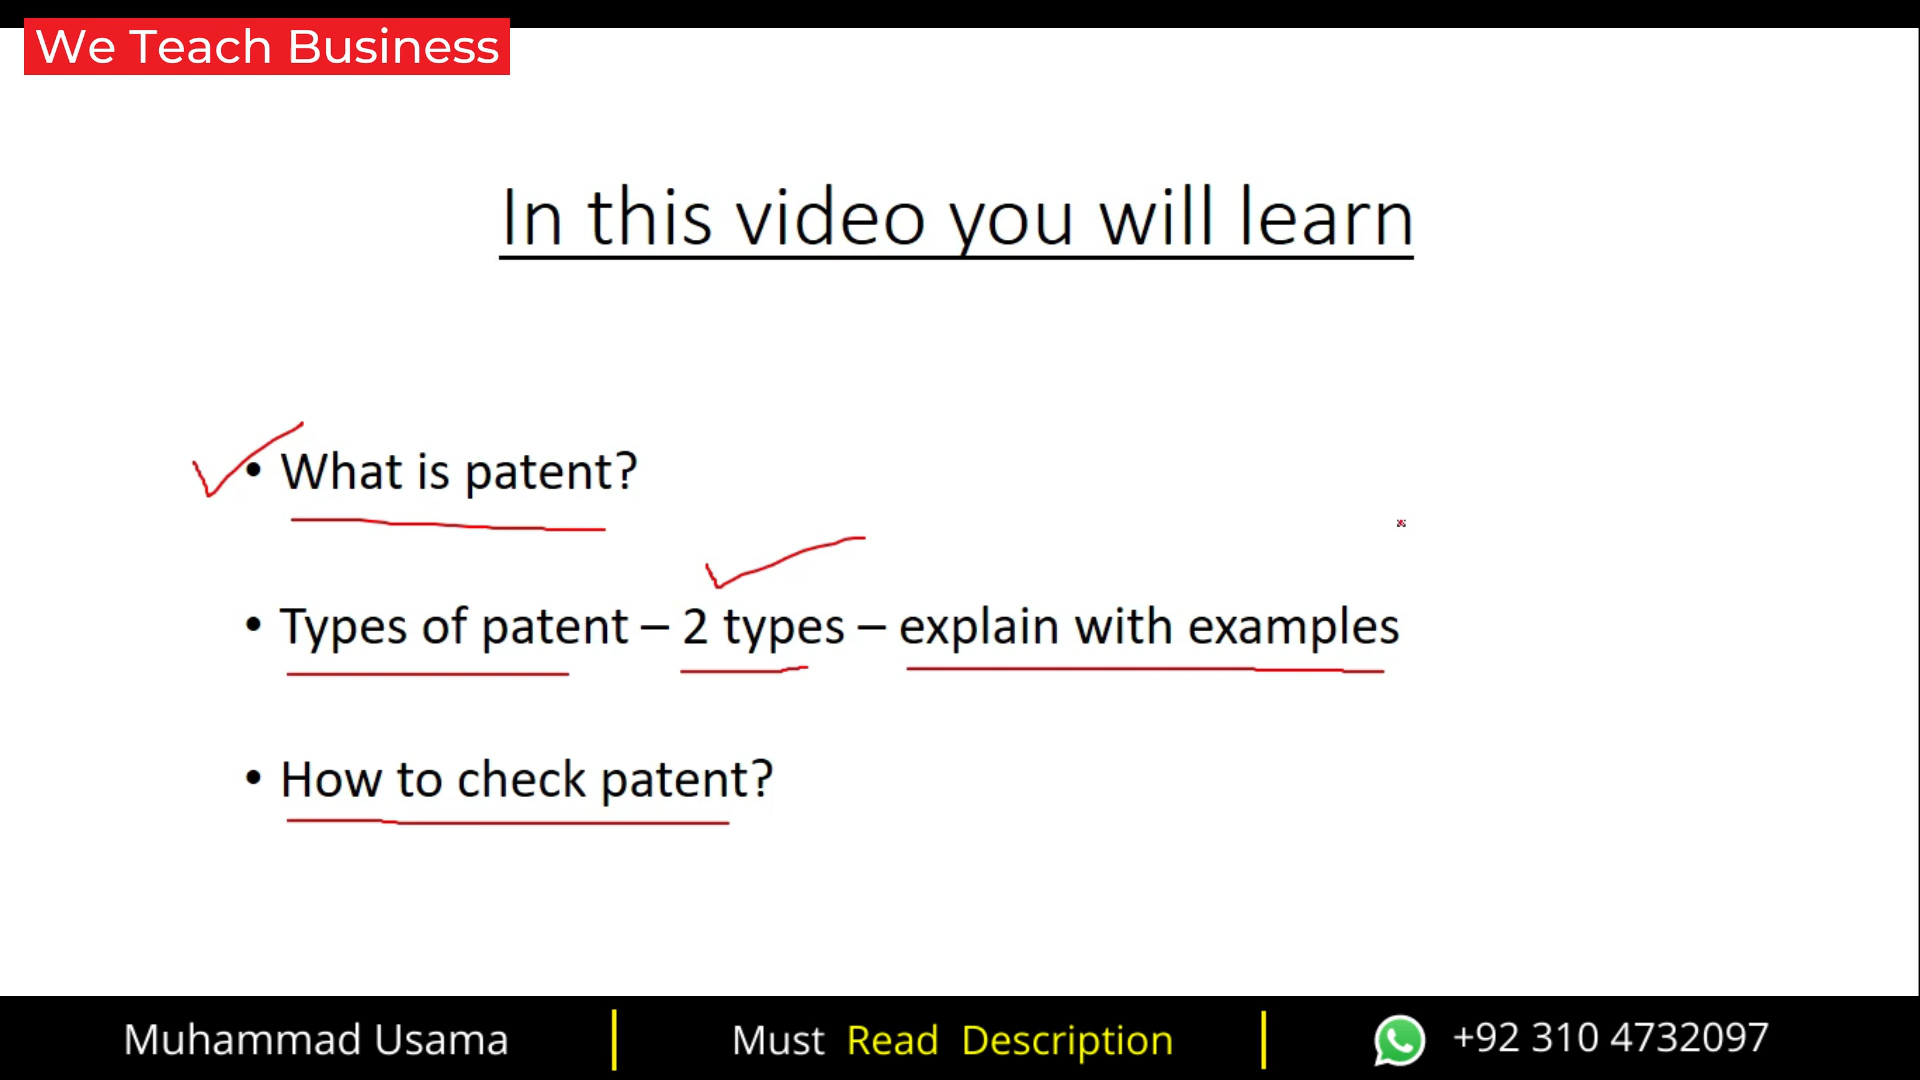 We Teach Business
In this video you will learn
• What is patent?
• Types of patent – 2 types – explain with examples
• How to check patent?
Muhammad Usama | Must Read Description | +92 310 4732097